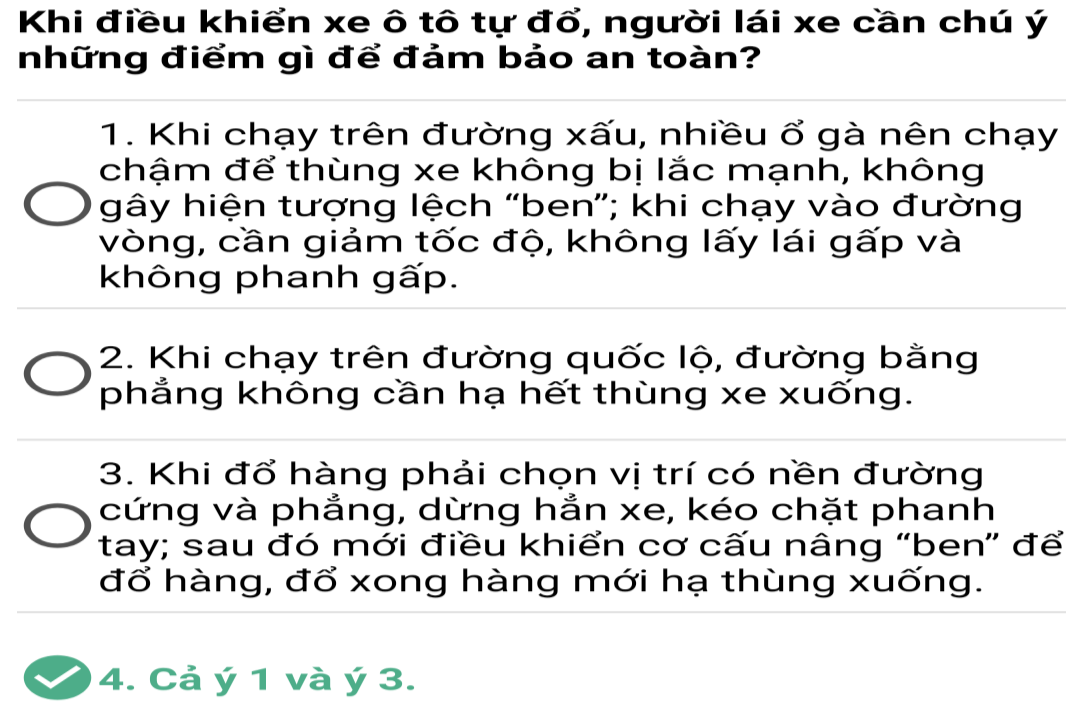 Khi điều khiển xe ô tô tự đổ, người lái xe cần chú ý
những điểm gì để đảm bảo an toàn?
1. Khi chạy trên đường xấu, nhiều ổ gà nên chạy
chậm để thùng xe không bị lắc mạnh, không
gây hiện tượng lệch “ben”; khi chạy vào đường
vòng, cần giảm tốc độ, không lấy lái gấp và
không phanh gấp.
2. Khi chạy trên đường quốc lộ, đường bằng
phẳng không cần hạ hết thùng xe xuống.
3. Khi đổ hàng phải chọn vị trí có nền đường
cứng và phẳng, dừng hẳn xe, kéo chặt phanh
tay; sau đó mới điều khiển cơ cấu nâng “ben” để
đổ hàng, đổ xong hàng mới hạ thùng xuống.
4. Cả ý 1 và ý 3.